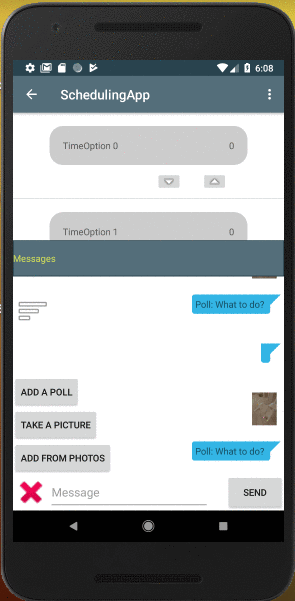 6:08
SchedulingApp
TimeOption 0 0
TimeOption 1 0
Messages
Poll: What to do?
ADD A POLL
TAKE A PICTURE
ADD FROM PHOTOS
Poll: What to do?
Message SEND